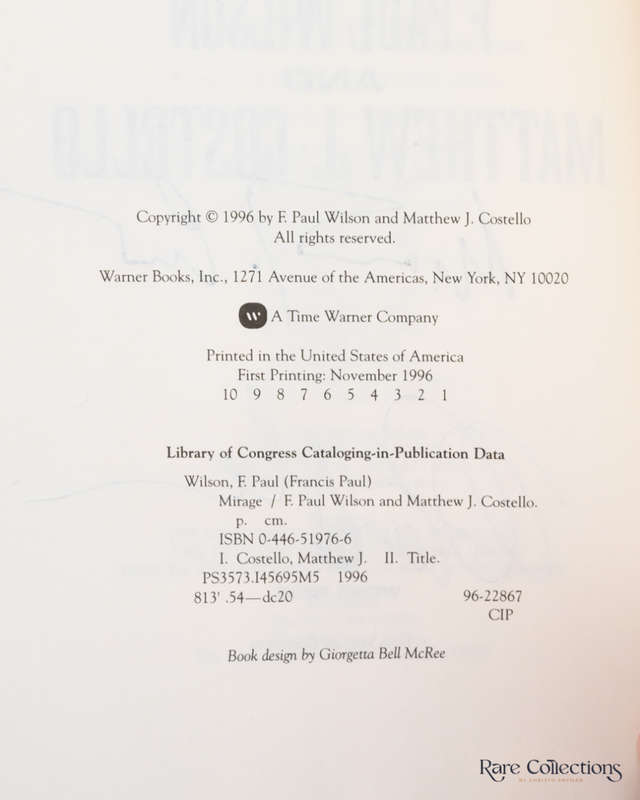 Copyright © 1996 by F. Paul Wilson and Matthew J. Costello
All rights reserved.
Warner Books, Inc., 1271 Avenue of the Americas, New York, NY 10020
W A Time Warner Company
Printed in the United States of America
First Printing: November 1996
10 9 8 7 6 5 4 3 2 1
Library of Congress Cataloging-in-Publication Data
Wilson, F. Paul (Francis Paul)
Mirage / F. Paul Wilson and Matthew J. Costello.
p. cm.
ISBN 0-446-51976-6
I. Costello, Matthew J. II. Title.
PS3573.I45695M5 1996
813' .54—dc20 96-22867
CIP
Book design by Giorgetta Bell McRee
Rare Collections